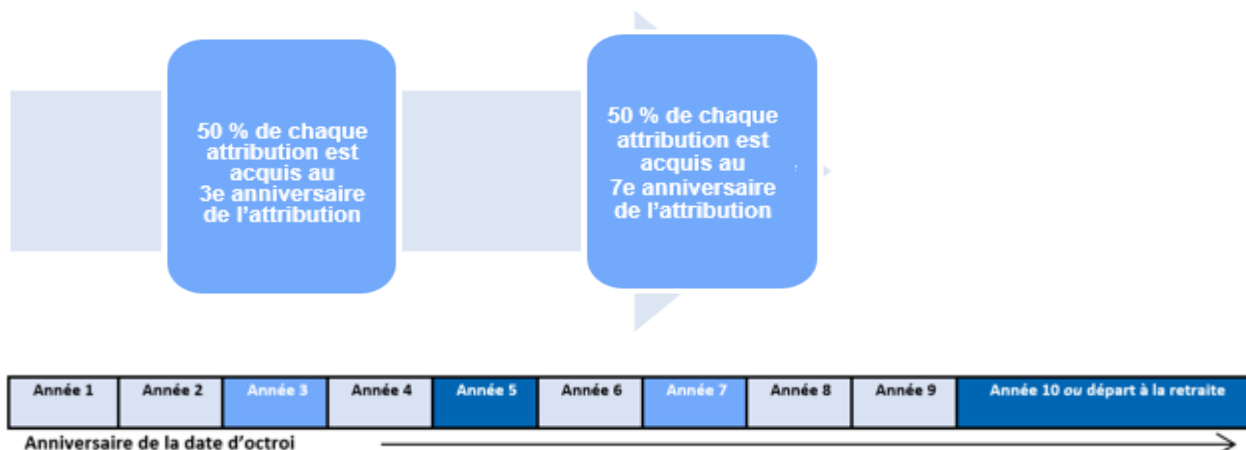 50 % de chaque
attribution est
acquis au
3e anniversaire
de l'attribution
50 % de chaque
attribution est
acquis au
7e anniversaire
de l'attribution
Année 1
Année 2
Année 3
Année 4
Année 5
Année 6
Année 7
Année 8
Année 9
Année 10 ou départ à la retraite
Anniversaire de la date d'octroi